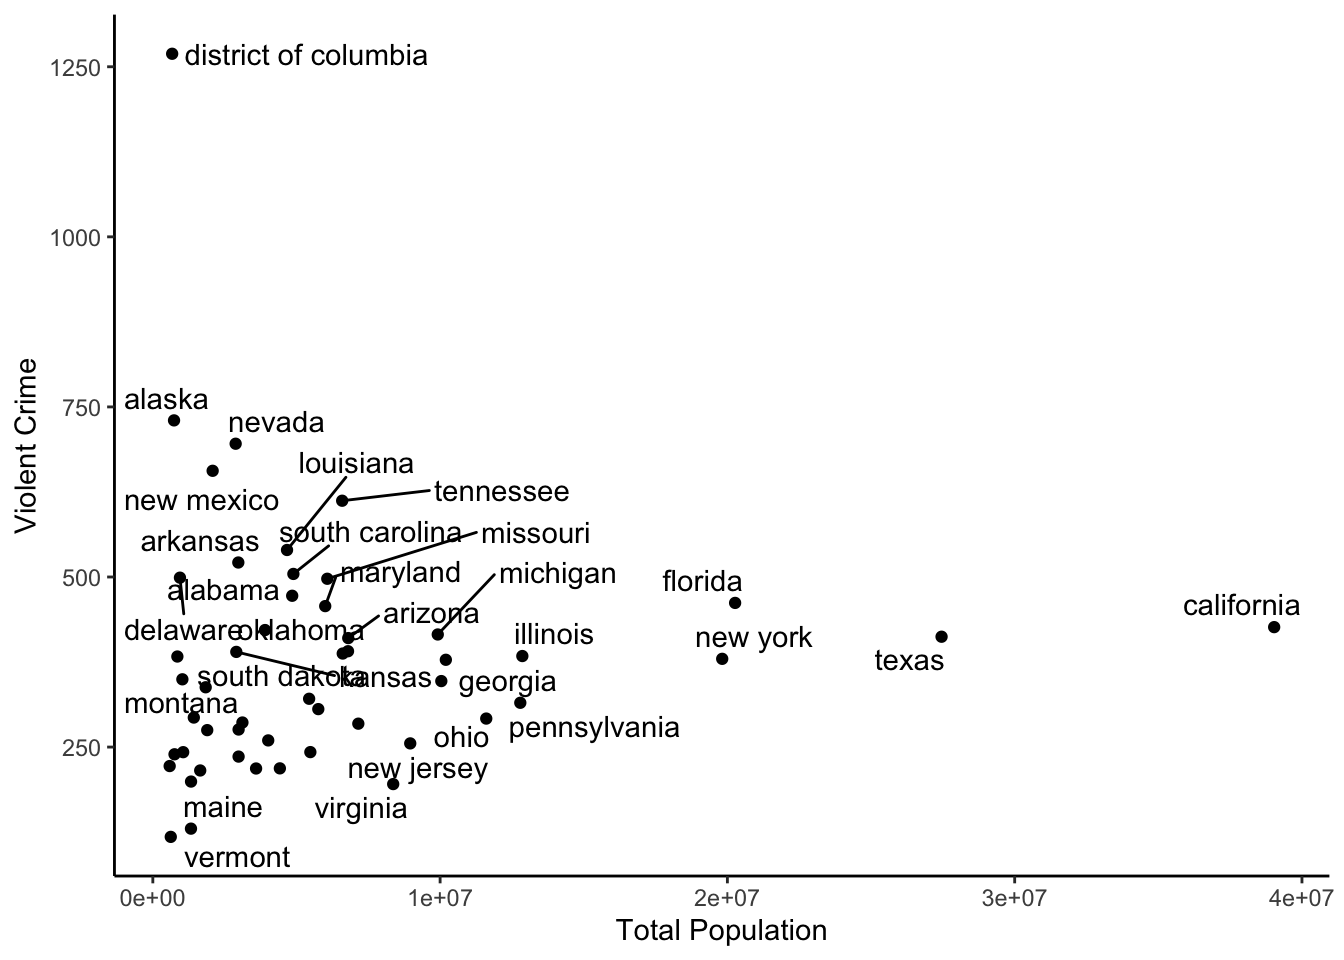 district of columbia
1250
1000
alaska
750
nevada
louisiana
tennessee
new mexico
south carolina
missouri
arkansas
maryland
michigan
500
florida
alabama
california
arizona
delaware
oklahoma
illinois
new york
texas
south dakota
kansas
georgia
montana
pennsylvania
ohio
250
new jersey
maine
virginia
vermont
Violent Crime
0e+00
1e+07
2e+07
3e+07
4e+07
Total Population